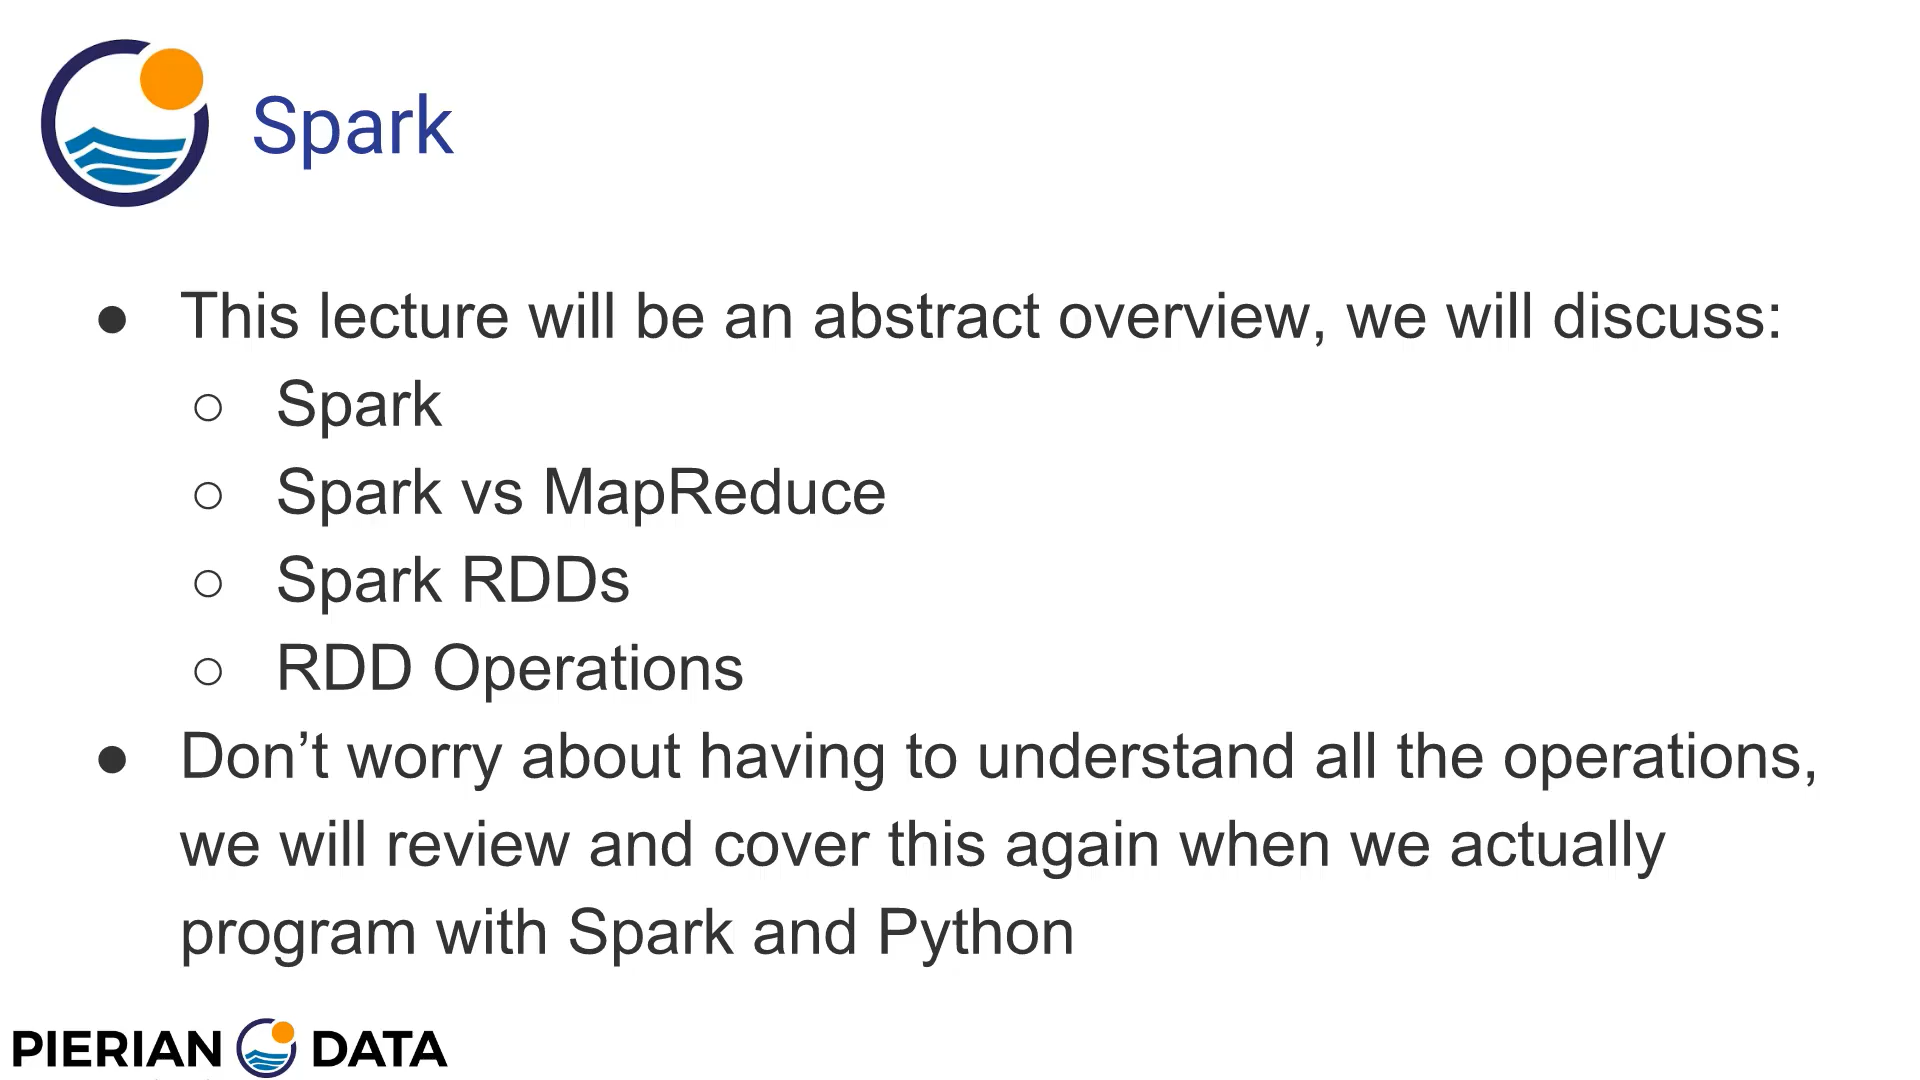 Spark
● This lecture will be an abstract overview, we will discuss:
○ Spark
○ Spark vs MapReduce
○ Spark RDDs
○ RDD Operations
● Don’t worry about having to understand all the operations,
we will review and cover this again when we actually
program with Spark and Python
PIERIAN DATA